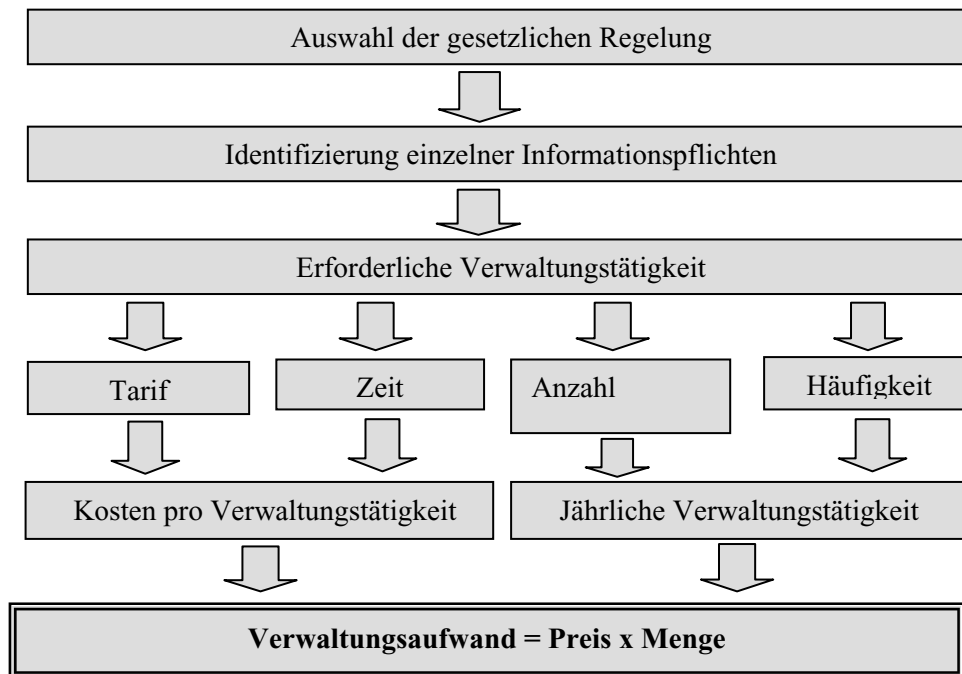 Auswahl der gesetzlichen Regelung
Identifizierung einzelner Informationspflichten
Erforderliche Verwaltungstätigkeit
Tarif
Zeit
Anzahl
Häufigkeit
Kosten pro Verwaltungstätigkeit
Jährliche Verwaltungstätigkeit
Verwaltungsaufwand = Preis x Menge